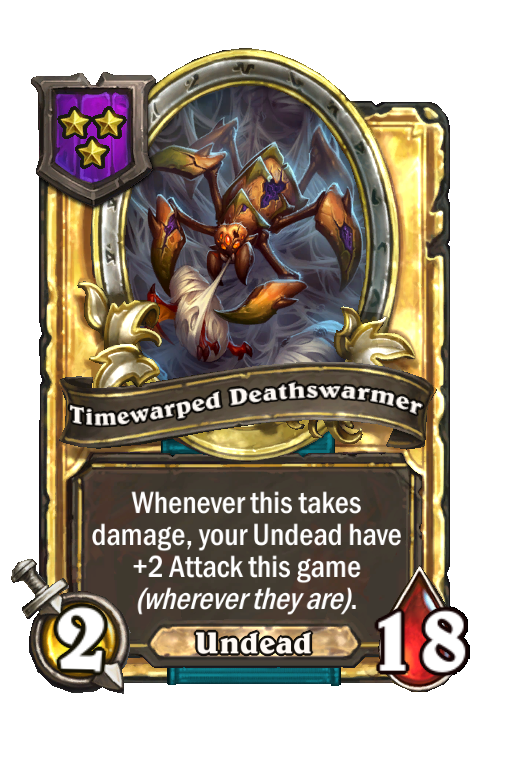 Timewarped Deathswarmer
Whenever this takes
damage, your Undead have
+2 Attack this game
(wherever they are).
2
Undead
18